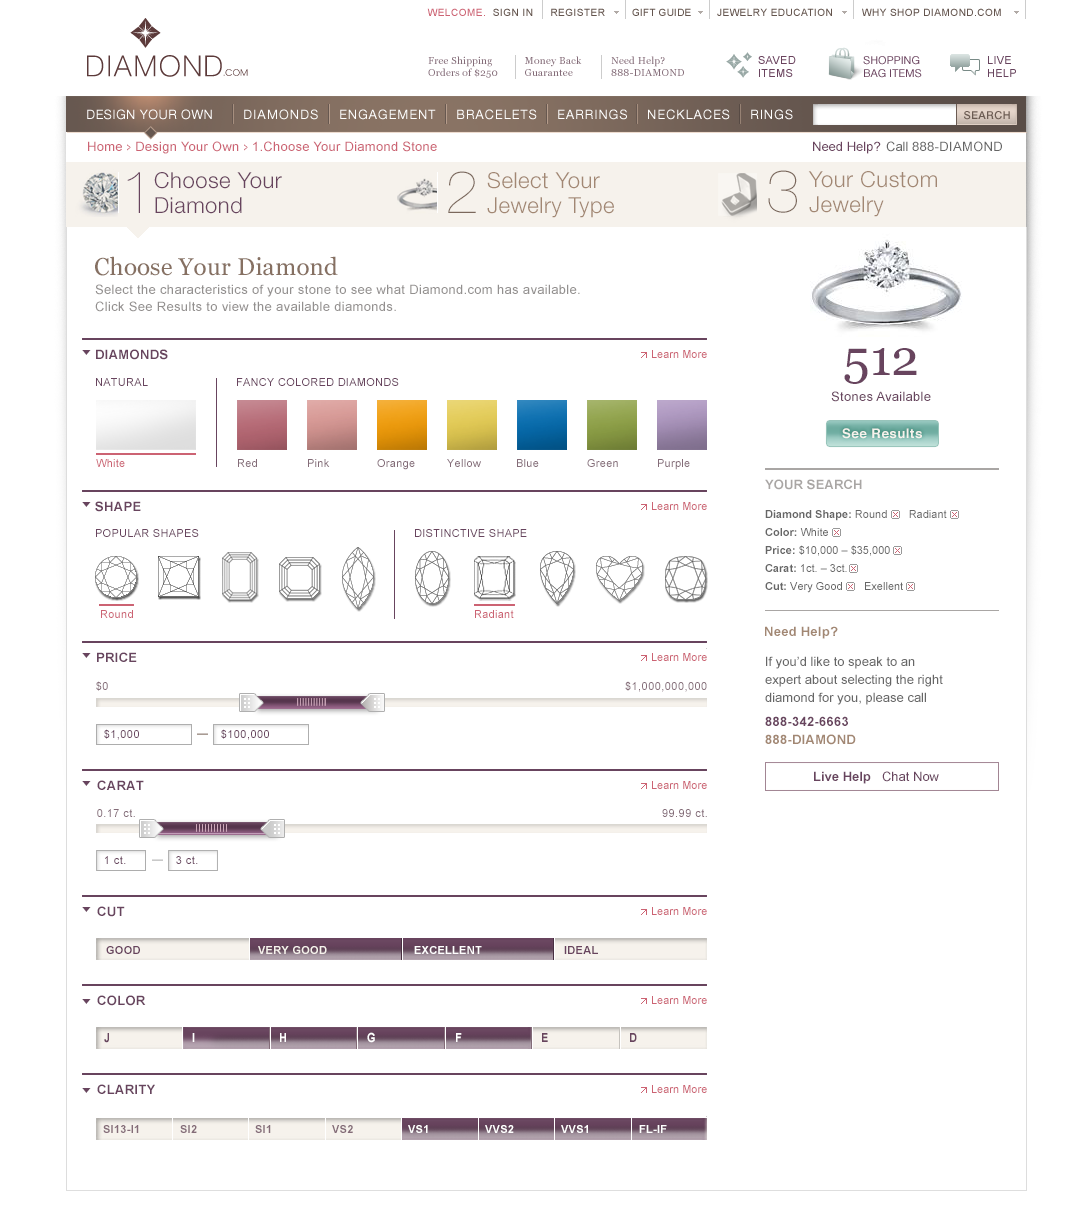 WELCOME. SIGN IN REGISTER GIFT GUIDE JEWELRY EDUCATION WHY SHOP DIAMOND.COM
DIAMOND.COM
Free Shipping
Orders of $250
Money Back
Guarantee
Need Help?
888-DIAMOND
SAVED
ITEMS
SHOPPING
BAG ITEMS
LIVE
HELP
DESIGN YOUR OWN DIAMONDS ENGAGEMENT BRACELETS EARRINGS NECKLACES RINGS SEARCH
Home › Design Your Own › 1.Choose Your Diamond Stone
Need Help? Call 888-DIAMOND
1 Choose Your
Diamond
2 Select Your
Jewelry Type
3 Your Custom
Jewelry
Choose Your Diamond
Select the characteristics of your stone to see what Diamond.com has available.
Click See Results to view the available diamonds.
DIAMONDS Learn More
NATURAL FANCY COLORED DIAMONDS
White Red Pink Orange Yellow Blue Green Purple
SHAPE Learn More
POPULAR SHAPES DISTINCTIVE SHAPE
Round Radiant
PRICE Learn More
$0 $1,000,000,000
$1,000 — $100,000
CARAT Learn More
0.17 ct. 99.99 ct.
1 ct. — 3 ct.
CUT Learn More
GOOD VERY GOOD EXCELLENT IDEAL
COLOR Learn More
J I H G F E D
CLARITY Learn More
SI13-I1 SI2 SI1 VS2 VS1 VVS2 VVS1 FL-IF
512
Stones Available
See Results
YOUR SEARCH
Diamond Shape: Round Radiant
Color: White
Price: $10,000 – $35,000
Carat: 1ct. – 3ct.
Cut: Very Good Exellent
Need Help?
If you'd like to speak to an
expert about selecting the right
diamond for you, please call
888-342-6663
888-DIAMOND
Live Help Chat Now